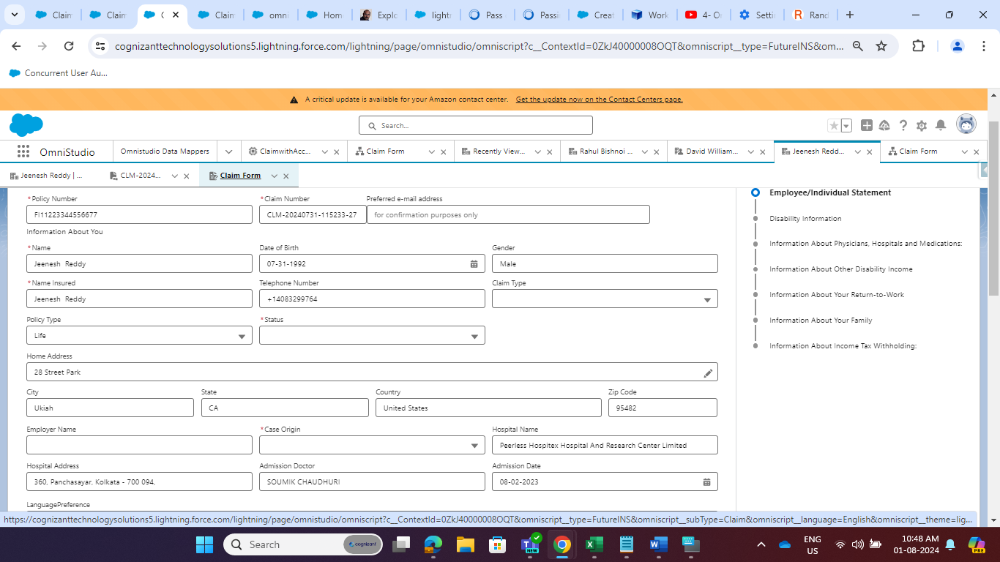 Claim
Claim
C
Claim
omni
Hom
Explo
lightn
Pass
Passi
Creat
Work
4- O
Setti
Rand
cognizanttechnologysolutions5.lightning.force.com/lightning/page/omnistudio/omniscript?c__ContextId=0ZkJ40000008OQT&omniscript__type=FutureINS&om...
Concurrent User Au...
A critical update is available for your Amazon contact center. Get the update now on the Contact Centers page.
Search...
OmniStudio
Omnistudio Data Mappers
ClaimwithAcc...
Claim Form
Recently View...
Rahul Bishnoi ...
David William...
Jeenesh Redd...
Claim Form
Jeenesh Reddy | ...
CLM-2024...
Claim Form
*Policy Number
*Claim Number
Preferred e-mail address
FI11223344556677
CLM-20240731-115233-27
for confirmation purposes only
Information About You
*Name
Date of Birth
Gender
Jeenesh Reddy
07-31-1992
Male
*Name Insured
Telephone Number
Claim Type
Jeenesh Reddy
+14083299764
Policy Type
*Status
Life
Home Address
28 Street Park
City
State
Country
Zip Code
Ukiah
CA
United States
95482
Employer Name
*Case Origin
Hospital Name
Peerless Hospitex Hospital And Research Center Limited
Hospital Address
Admission Doctor
Admission Date
360, Panchasayar, Kolkata - 700 094,
SOUMIK CHAUDHURI
08-02-2023
LanguagePreference
Employee/Individual Statement
Disability Information
Information About Physicians, Hospitals and Medications:
Information About Other Disability Income
Information About Your Return-to-Work
Information About Your Family
Information About Income Tax Withholding:
https://cognizanttechnologysolutions5.lightning.force.com/lightning/page/omnistudio/omniscript?c__ContextId=0ZkJ40000008OQT&omniscript__type=FutureINS&omniscript__subType=Claim&omniscript__language=English&omniscript__theme=lig...
Search
cognizant
NEW
ENG
US
10:48 AM
01-08-2024
PRE